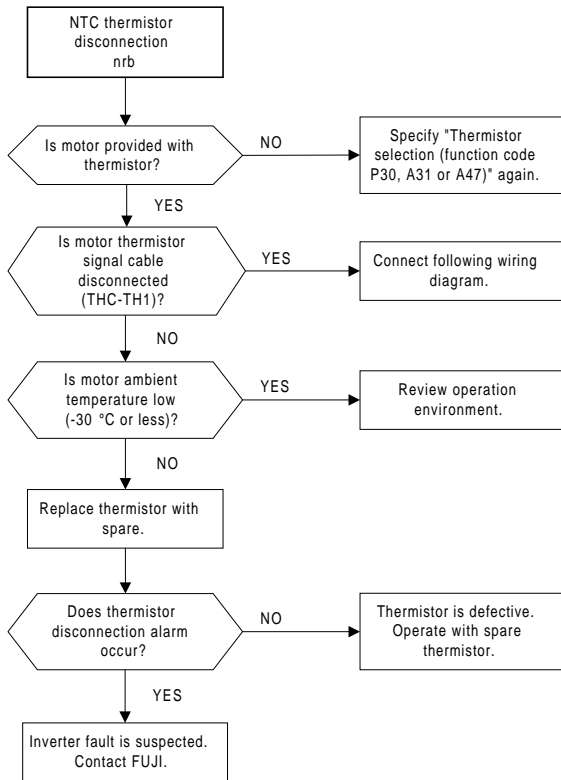 NTC thermistor
disconnection
nrb
Is motor provided with
thermistor?
NO
Specify "Thermistor
selection (function code
P30, A31 or A47)" again.
YES
Is motor thermistor
signal cable
disconnected
(THC-TH1)?
YES
Connect following wiring
diagram.
NO
Is motor ambient
temperature low
(-30 °C or less)?
YES
Review operation
environment.
NO
Replace thermistor with
spare.
Does thermistor
disconnection alarm
occur?
NO
Thermistor is defective.
Operate with spare
thermistor.
YES
Inverter fault is suspected.
Contact FUJI.